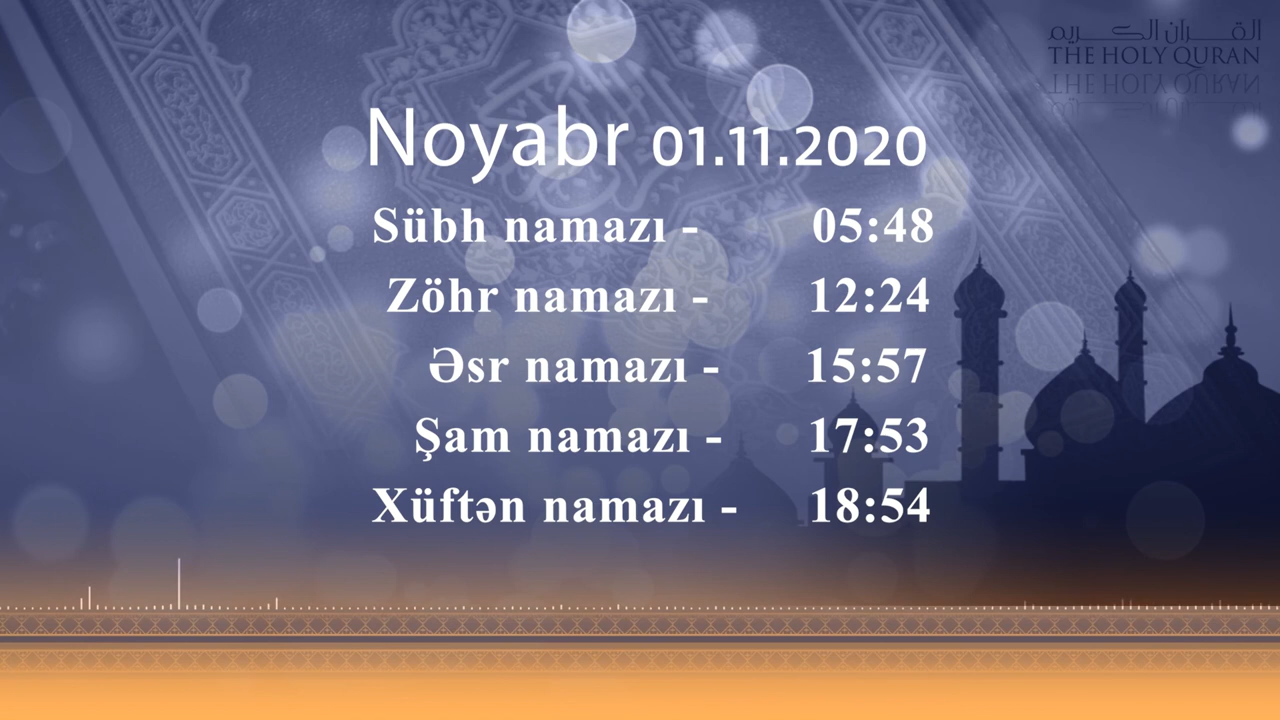 القرآن الكريم
THE HOLY QURAN
Noyabr 01.11.2020
Sübh namazı - 05:48
Zöhr namazı - 12:24
Əsr namazı - 15:57
Şam namazı - 17:53
Xüftən namazı - 18:54